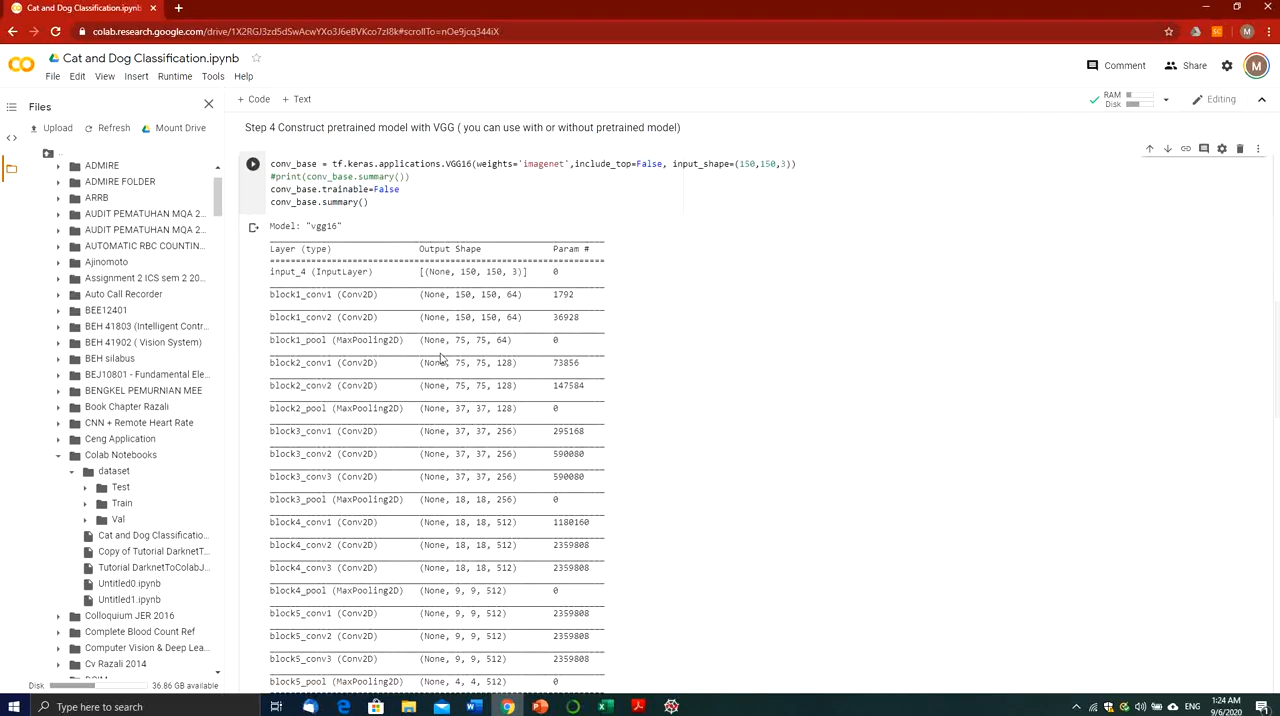 Cat and Dog Classification.ipynb
colab.research.google.com/drive/1X2RGJ3zd5dSwAcwYXo3J6eBVKco7zI8k#scrollTo=nOe9jcq344iX
M
Cat and Dog Classification.ipynb
Comment
Share
M
File Edit View Insert Runtime Tools Help
Files
+ Code + Text
RAM
Disk
Editing
Upload Refresh Mount Drive
..
ADMIRE
ADMIRE FOLDER
ARRB
AUDIT PEMATUHAN MQA 2...
AUDIT PEMATUHAN MQA 2...
AUTOMATIC RBC COUNTIN...
Ajinomoto
Assignment 2 ICS sem 2 20...
Auto Call Recorder
BEE12401
BEH 41803 (Intelligent Contr...
BEH 41902 ( Vision System)
BEH silabus
BEJ10801 - Fundamental Ele...
BENGKEL PEMURNIAN MEE
Book Chapter Razali
CNN + Remote Heart Rate
Ceng Application
Colab Notebooks
dataset
Test
Train
Val
Cat and Dog Classificatio...
Copy of Tutorial DarknetT...
Tutorial DarknetToColabJ...
Untitled0.ipynb
Untitled1.ipynb
Colloquium JER 2016
Complete Blood Count Ref
Computer Vision & Deep Lea...
Cv Razali 2014
Disk 36.86 GB available
Step 4 Construct pretrained model with VGG ( you can use with or without pretrained model)
conv_base = tf.keras.applications.VGG16(weights='imagenet',include_top=False, input_shape=(150,150,3))
#print(conv_base.summary())
conv_base.trainable=False
conv_base.summary()
Model: "vgg16"
Layer (type) Output Shape Param #
input_4 (InputLayer) [(None, 150, 150, 3)] 0
block1_conv1 (Conv2D) (None, 150, 150, 64) 1792
block1_conv2 (Conv2D) (None, 150, 150, 64) 36928
block1_pool (MaxPooling2D) (None, 75, 75, 64) 0
block2_conv1 (Conv2D) (None, 75, 75, 128) 73856
block2_conv2 (Conv2D) (None, 75, 75, 128) 147584
block2_pool (MaxPooling2D) (None, 37, 37, 128) 0
block3_conv1 (Conv2D) (None, 37, 37, 256) 295168
block3_conv2 (Conv2D) (None, 37, 37, 256) 590080
block3_conv3 (Conv2D) (None, 37, 37, 256) 590080
block3_pool (MaxPooling2D) (None, 18, 18, 256) 0
block4_conv1 (Conv2D) (None, 18, 18, 512) 1180160
block4_conv2 (Conv2D) (None, 18, 18, 512) 2359808
block4_conv3 (Conv2D) (None, 18, 18, 512) 2359808
block4_pool (MaxPooling2D) (None, 9, 9, 512) 0
block5_conv1 (Conv2D) (None, 9, 9, 512) 2359808
block5_conv2 (Conv2D) (None, 9, 9, 512) 2359808
block5_conv3 (Conv2D) (None, 9, 9, 512) 2359808
block5_pool (MaxPooling2D) (None, 4, 4, 512) 0
Type here to search
ENG
1:24 AM
9/6/2020